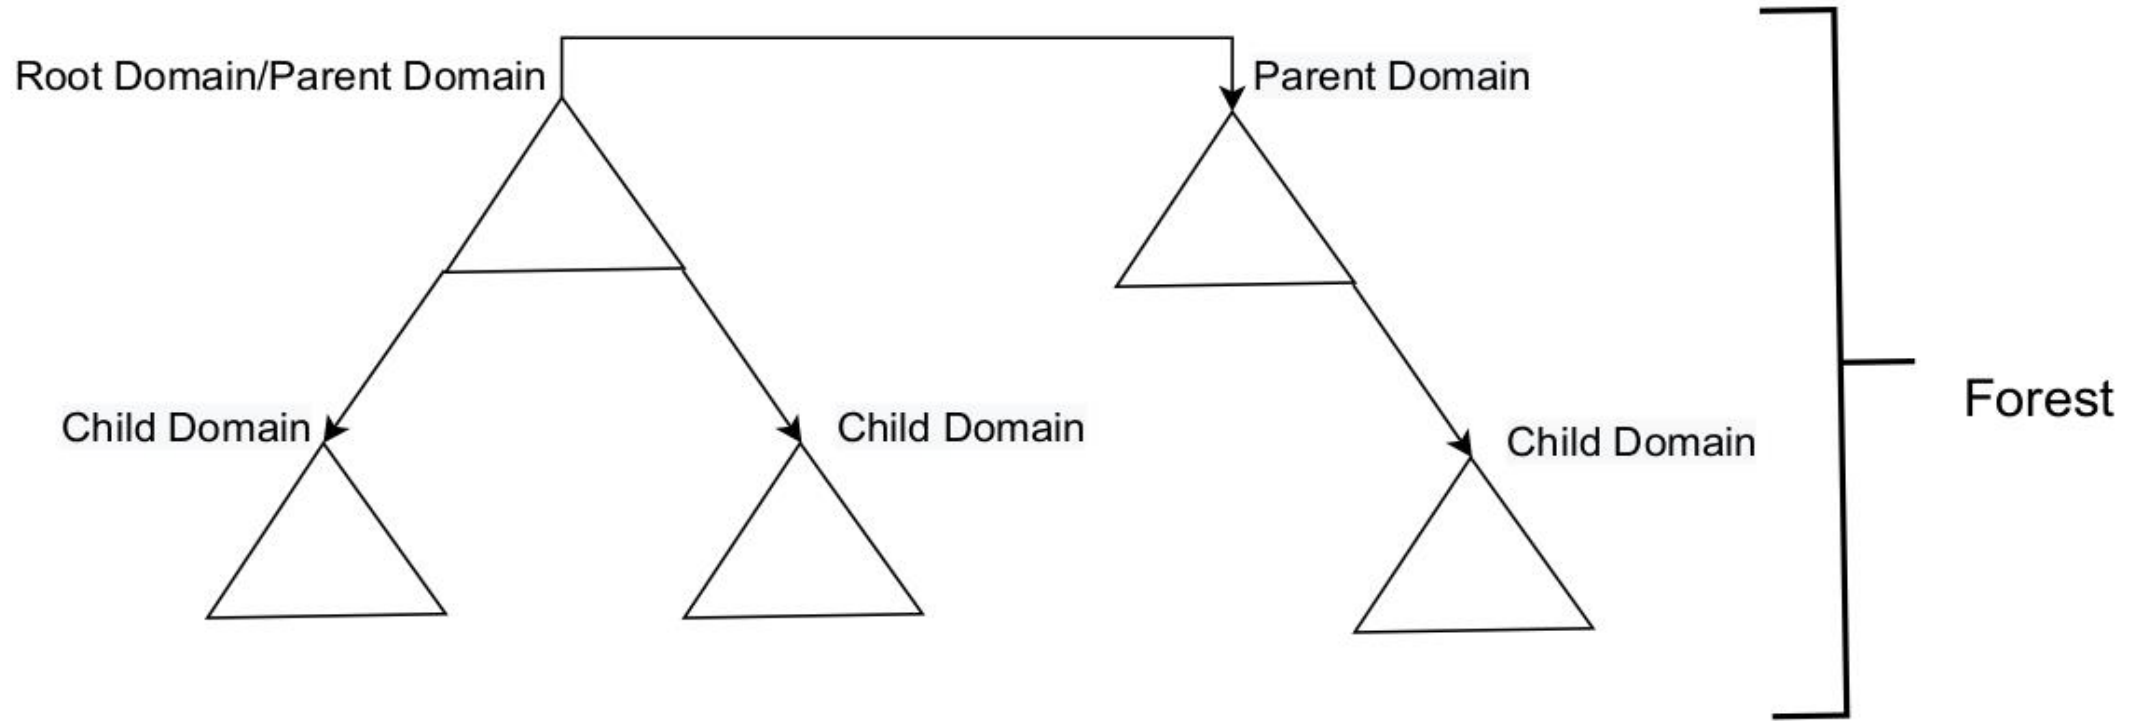 Root Domain/Parent Domain
Parent Domain
Child Domain
Child Domain
Child Domain
Forest